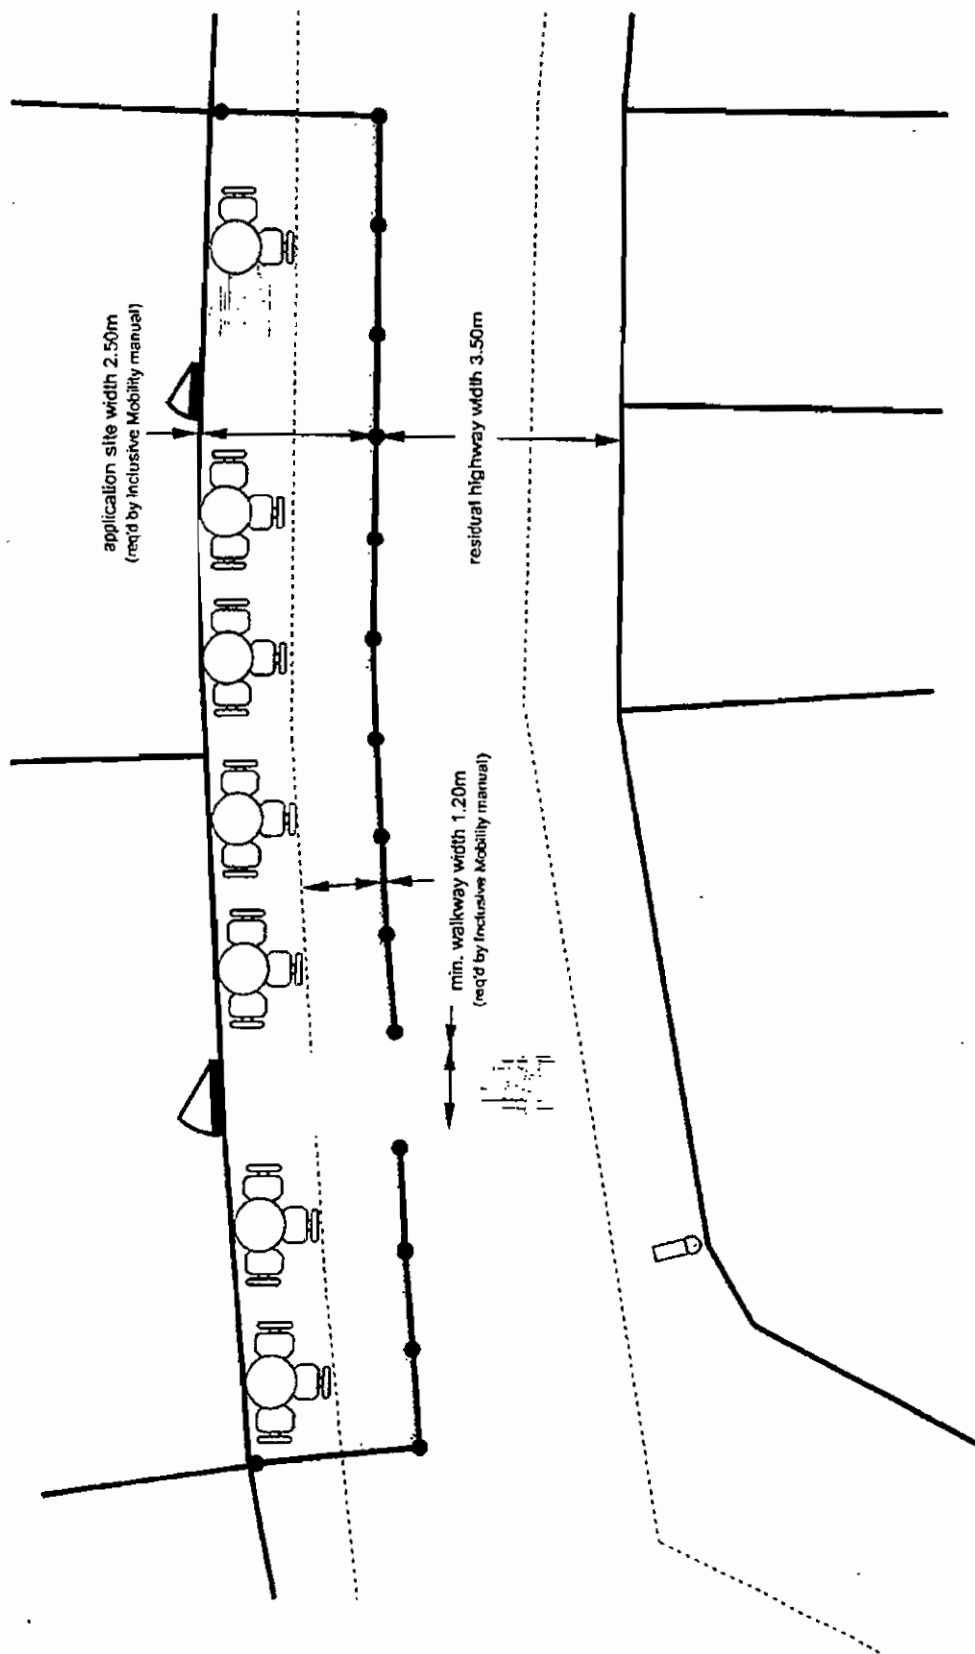 application site width 2.50m
(req'd by Inclusive Mobility manual)
residual highway width 3.50m
min. walkway width 1.20m
(req'd by Inclusive Mobility manual)